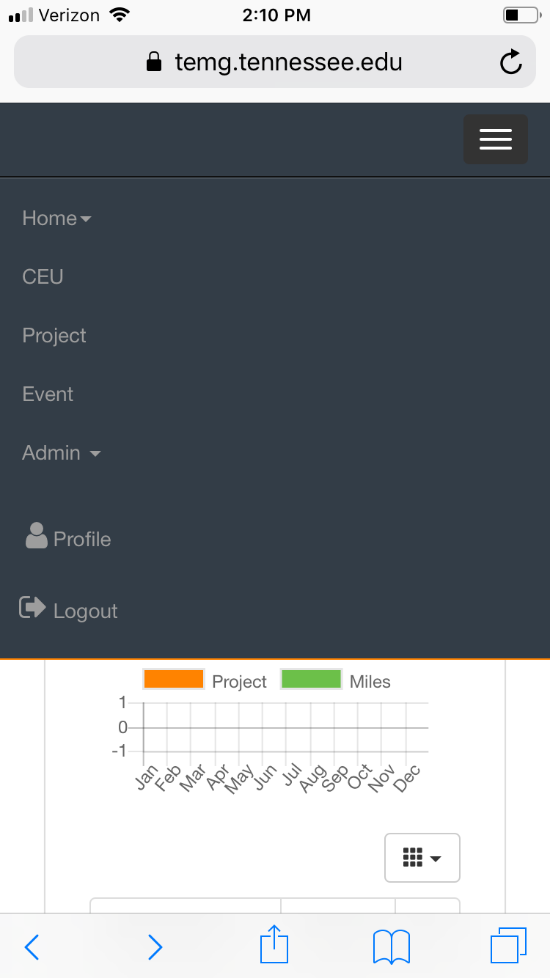 Verizon 2:10 PM
temg.tennessee.edu
Home
CEU
Project
Event
Admin
Profile
Logout
Project Miles
1
0
-1
Jan Feb Mar Apr May Jun Jul Aug Sep Oct Nov Dec